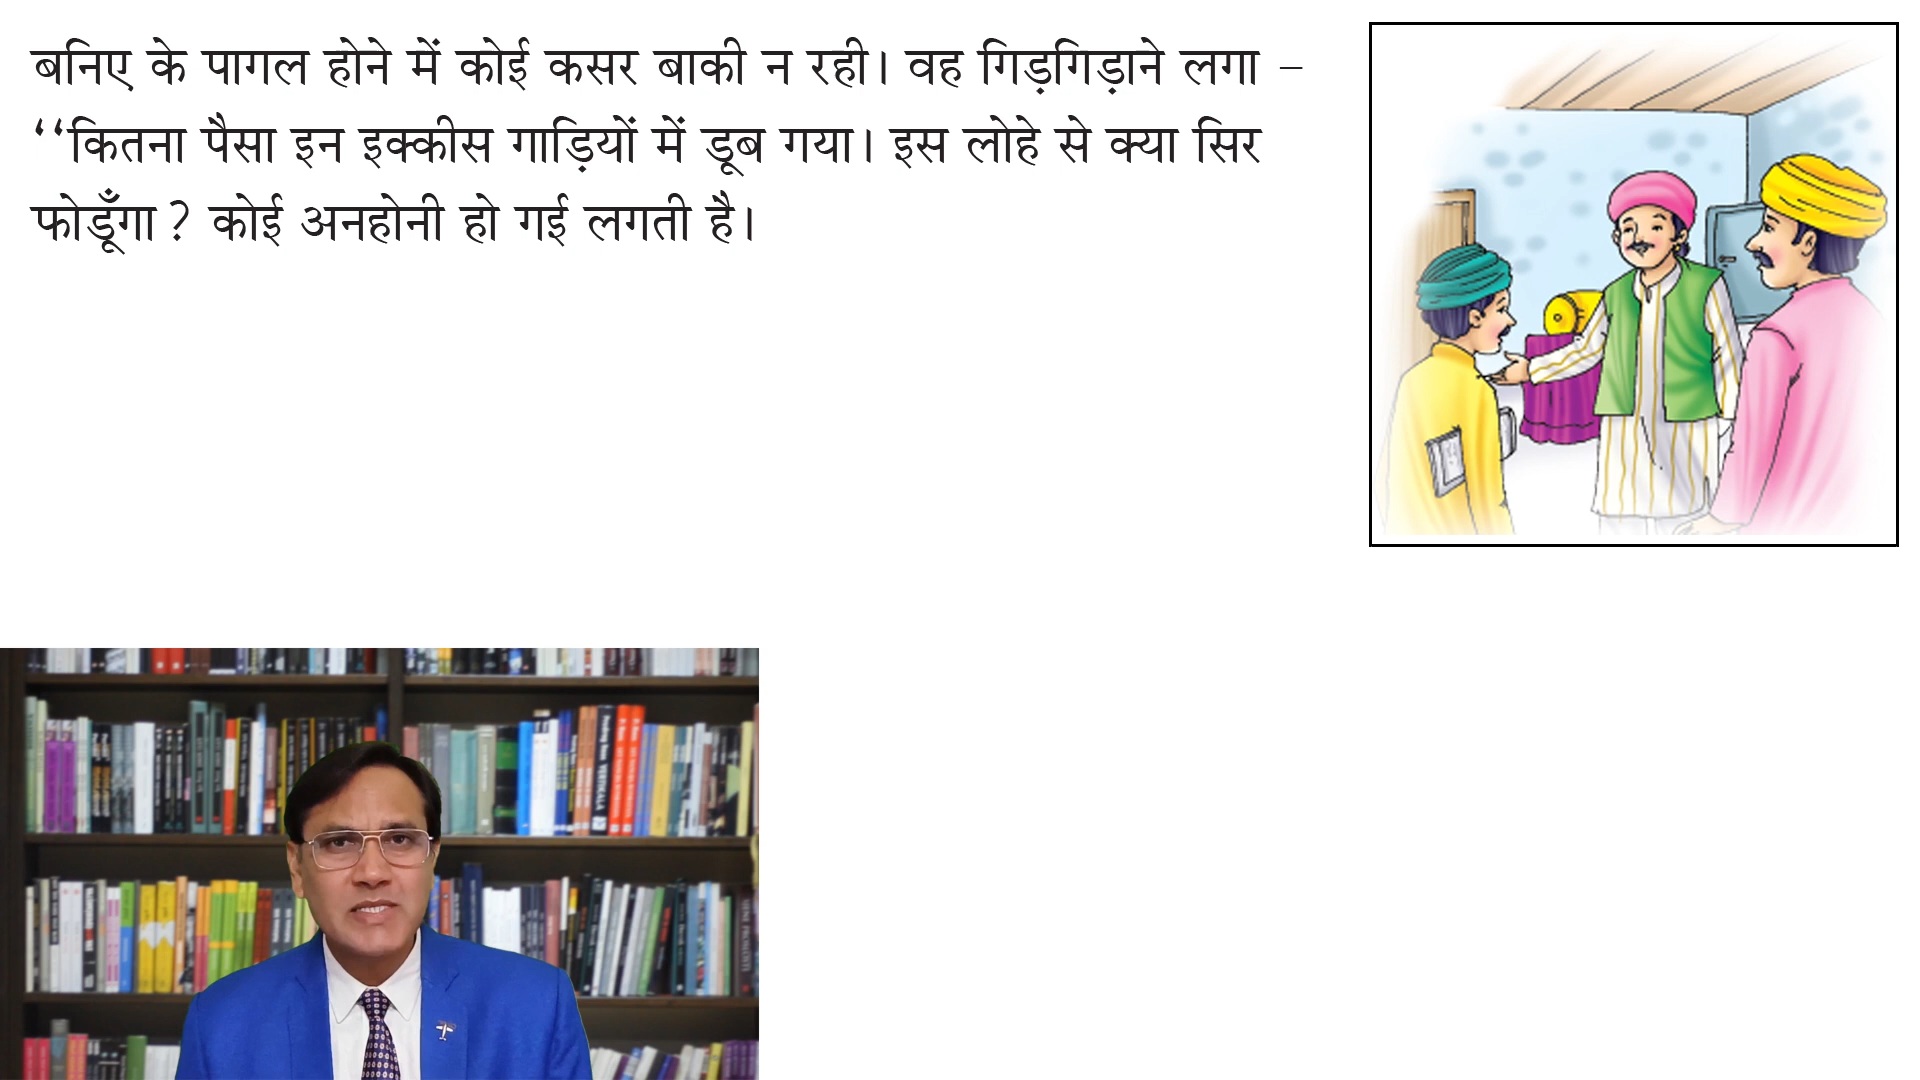 बनिए के पागल होने में कोई कसर बाकी न रही। वह गिड़गिड़ाने लगा –
‘‘कितना पैसा इन इक्कीस गाड़ियों में डूब गया। इस लोहे से क्या सिर
फोडूँगा? कोई अनहोनी हो गई लगती है।